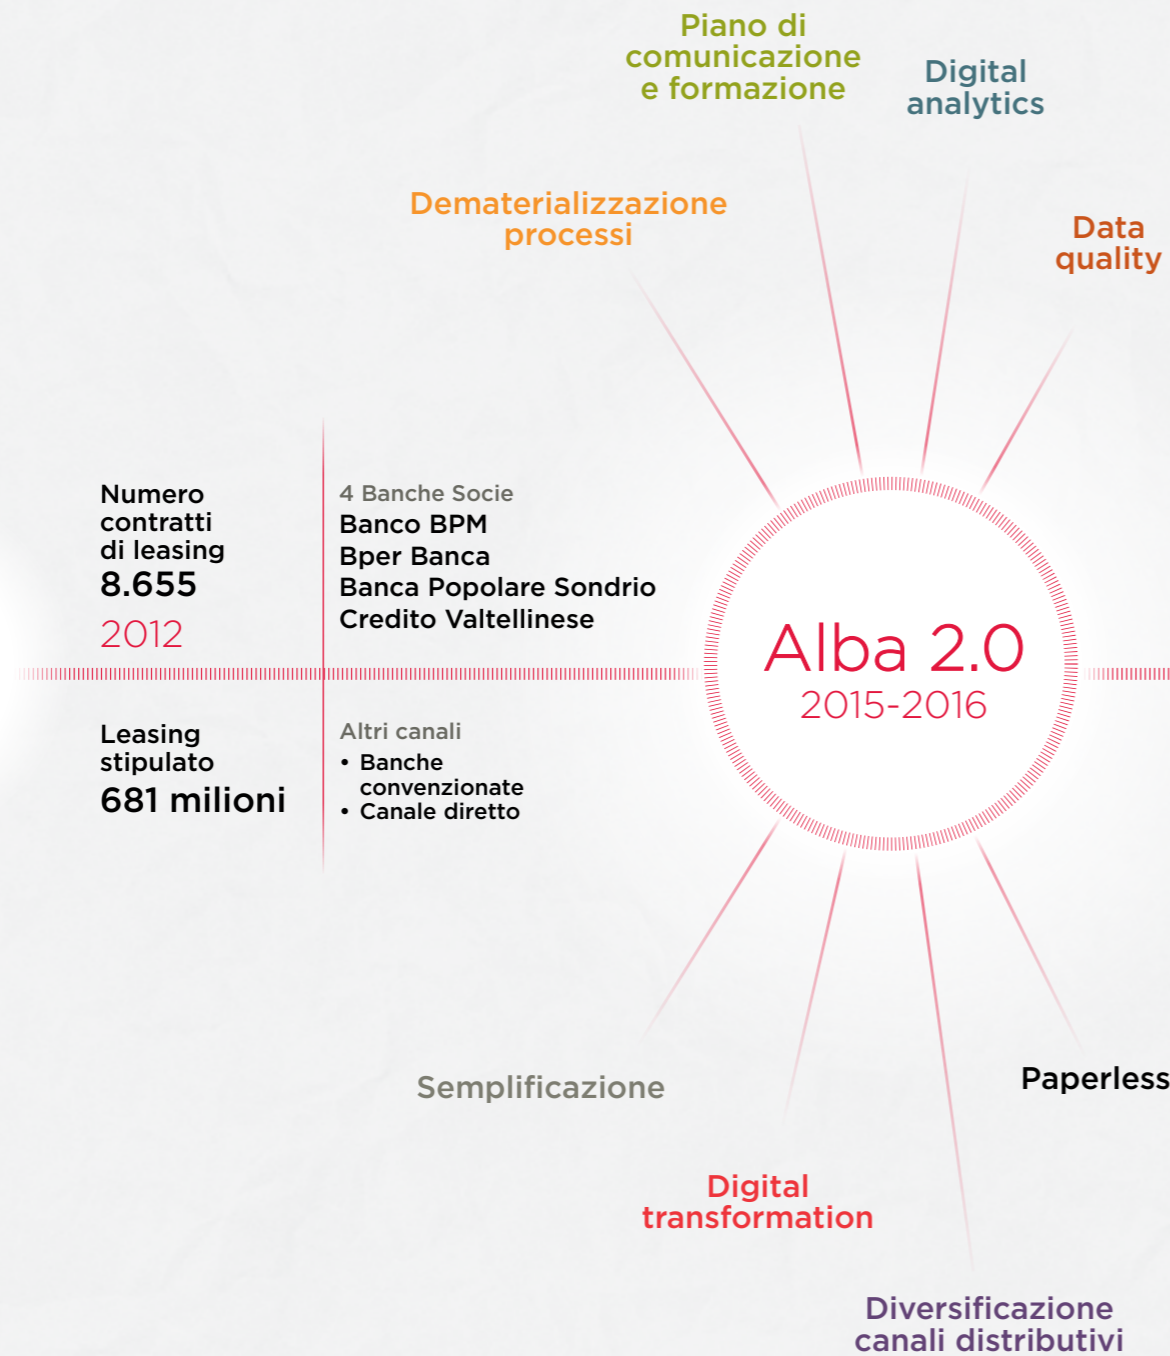 Piano di
comunicazione
e formazione
Digital
analytics
Dematerializzazione
processi
Data
quality
Numero
contratti
di leasing
8.655
2012
4 Banche Socie
Banco BPM
Bper Banca
Banca Popolare Sondrio
Credito Valtellinese
Alba 2.0
2015-2016
Leasing
stipulato
681 milioni
Altri canali
• Banche
convenzionate
• Canale diretto
Semplificazione
Paperless
Digital
transformation
Diversificazione
canali distributivi